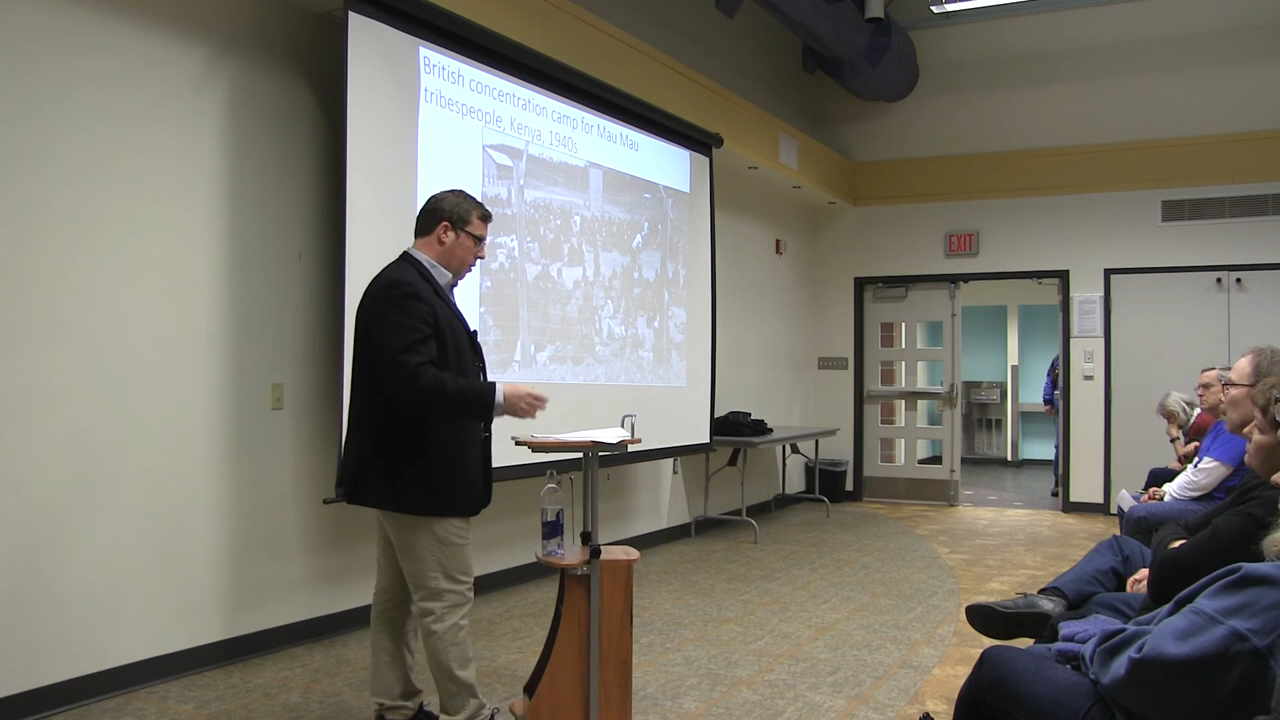 British concentration camp for Mau Mau
tribespeople, Kenya, 1940s
EXIT